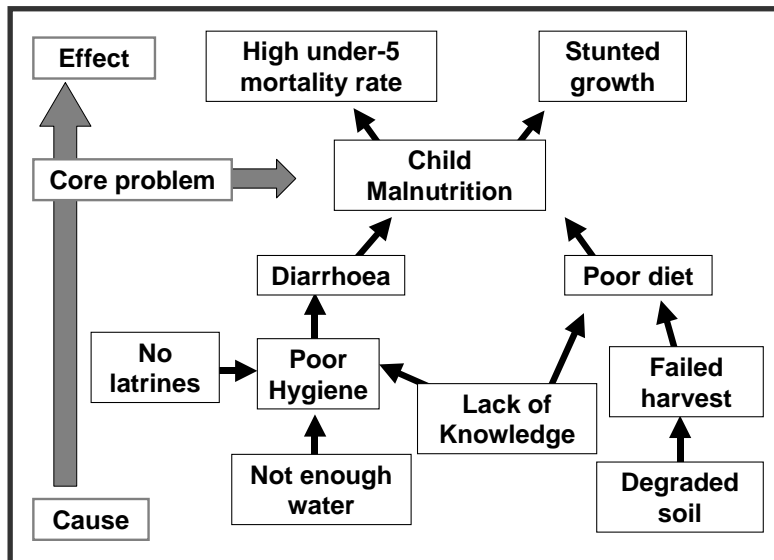 Effect
High under-5
mortality rate
Stunted
growth
Core problem
Child
Malnutrition
Diarrhoea
Poor diet
No
latrines
Poor
Hygiene
Lack of
Knowledge
Failed
harvest
Not enough
water
Degraded
soil
Cause